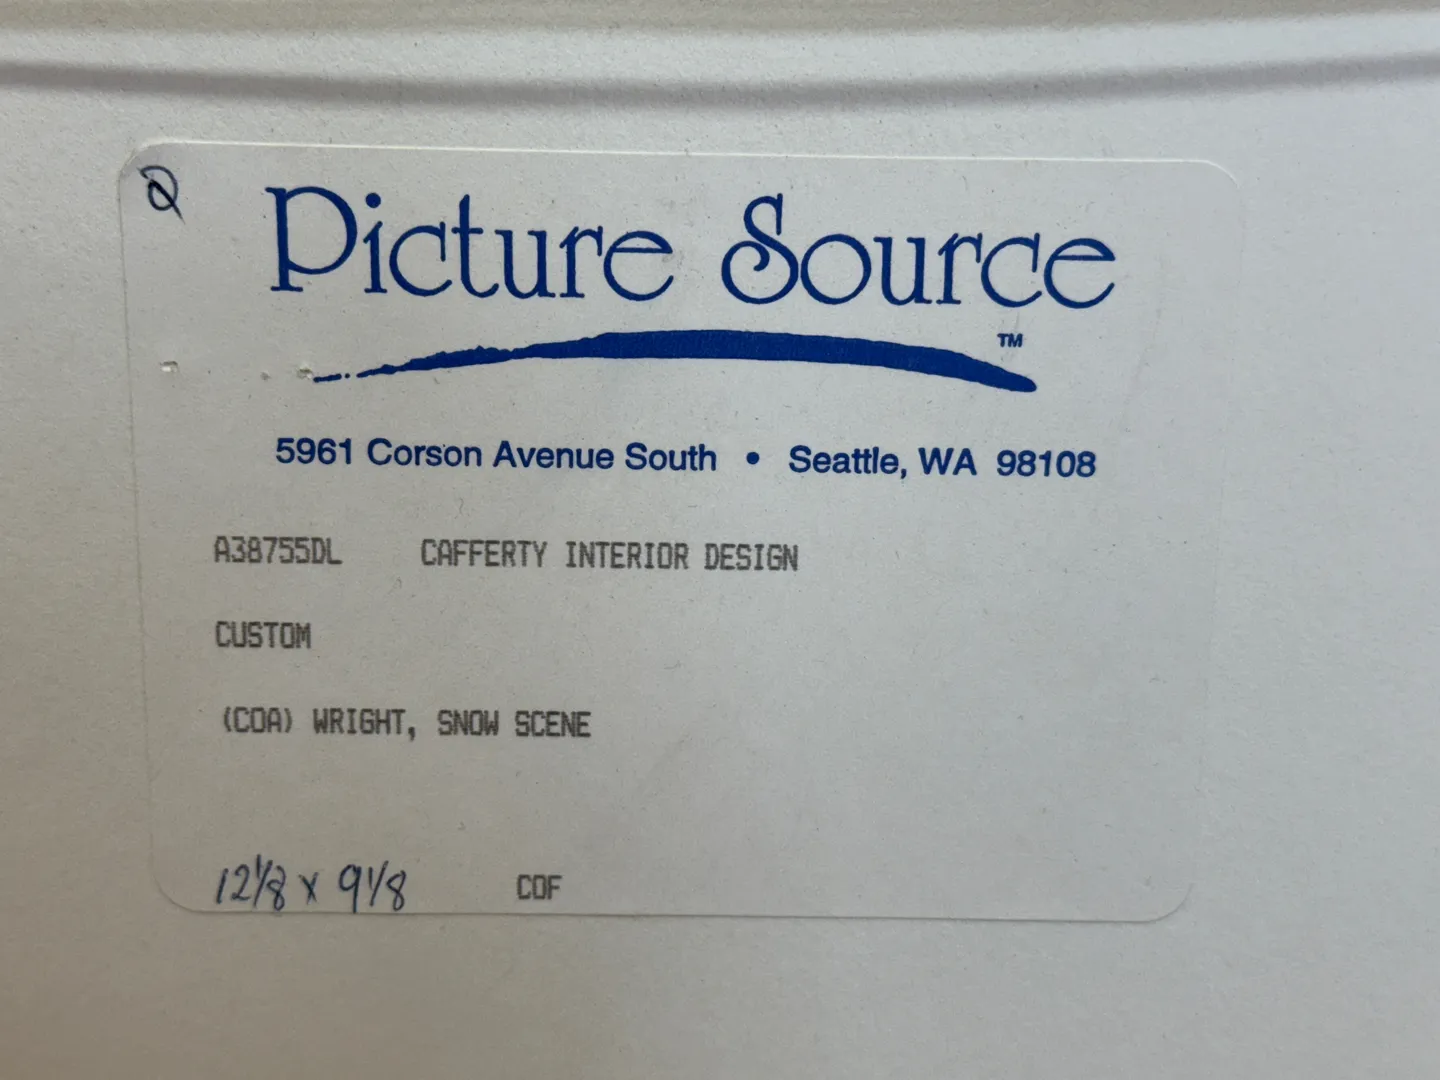 Q
Picture Source
TM
5961 Corson Avenue South • Seattle, WA 98108
A38755DL CAFFERTY INTERIOR DESIGN
CUSTOM
(COA) WRIGHT, SNOW SCENE
12 1/8 x 9 1/8 COF